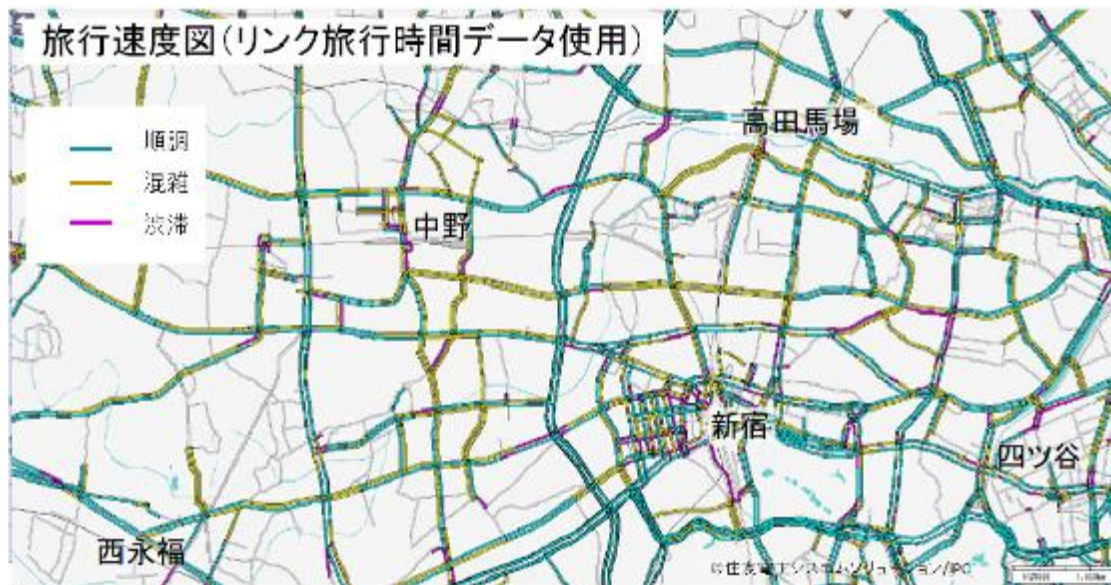 旅行速度図(リンク旅行時間データ使用)
順調
混雑
渋滞
高田馬場
中野
新宿
四ツ谷
西永福